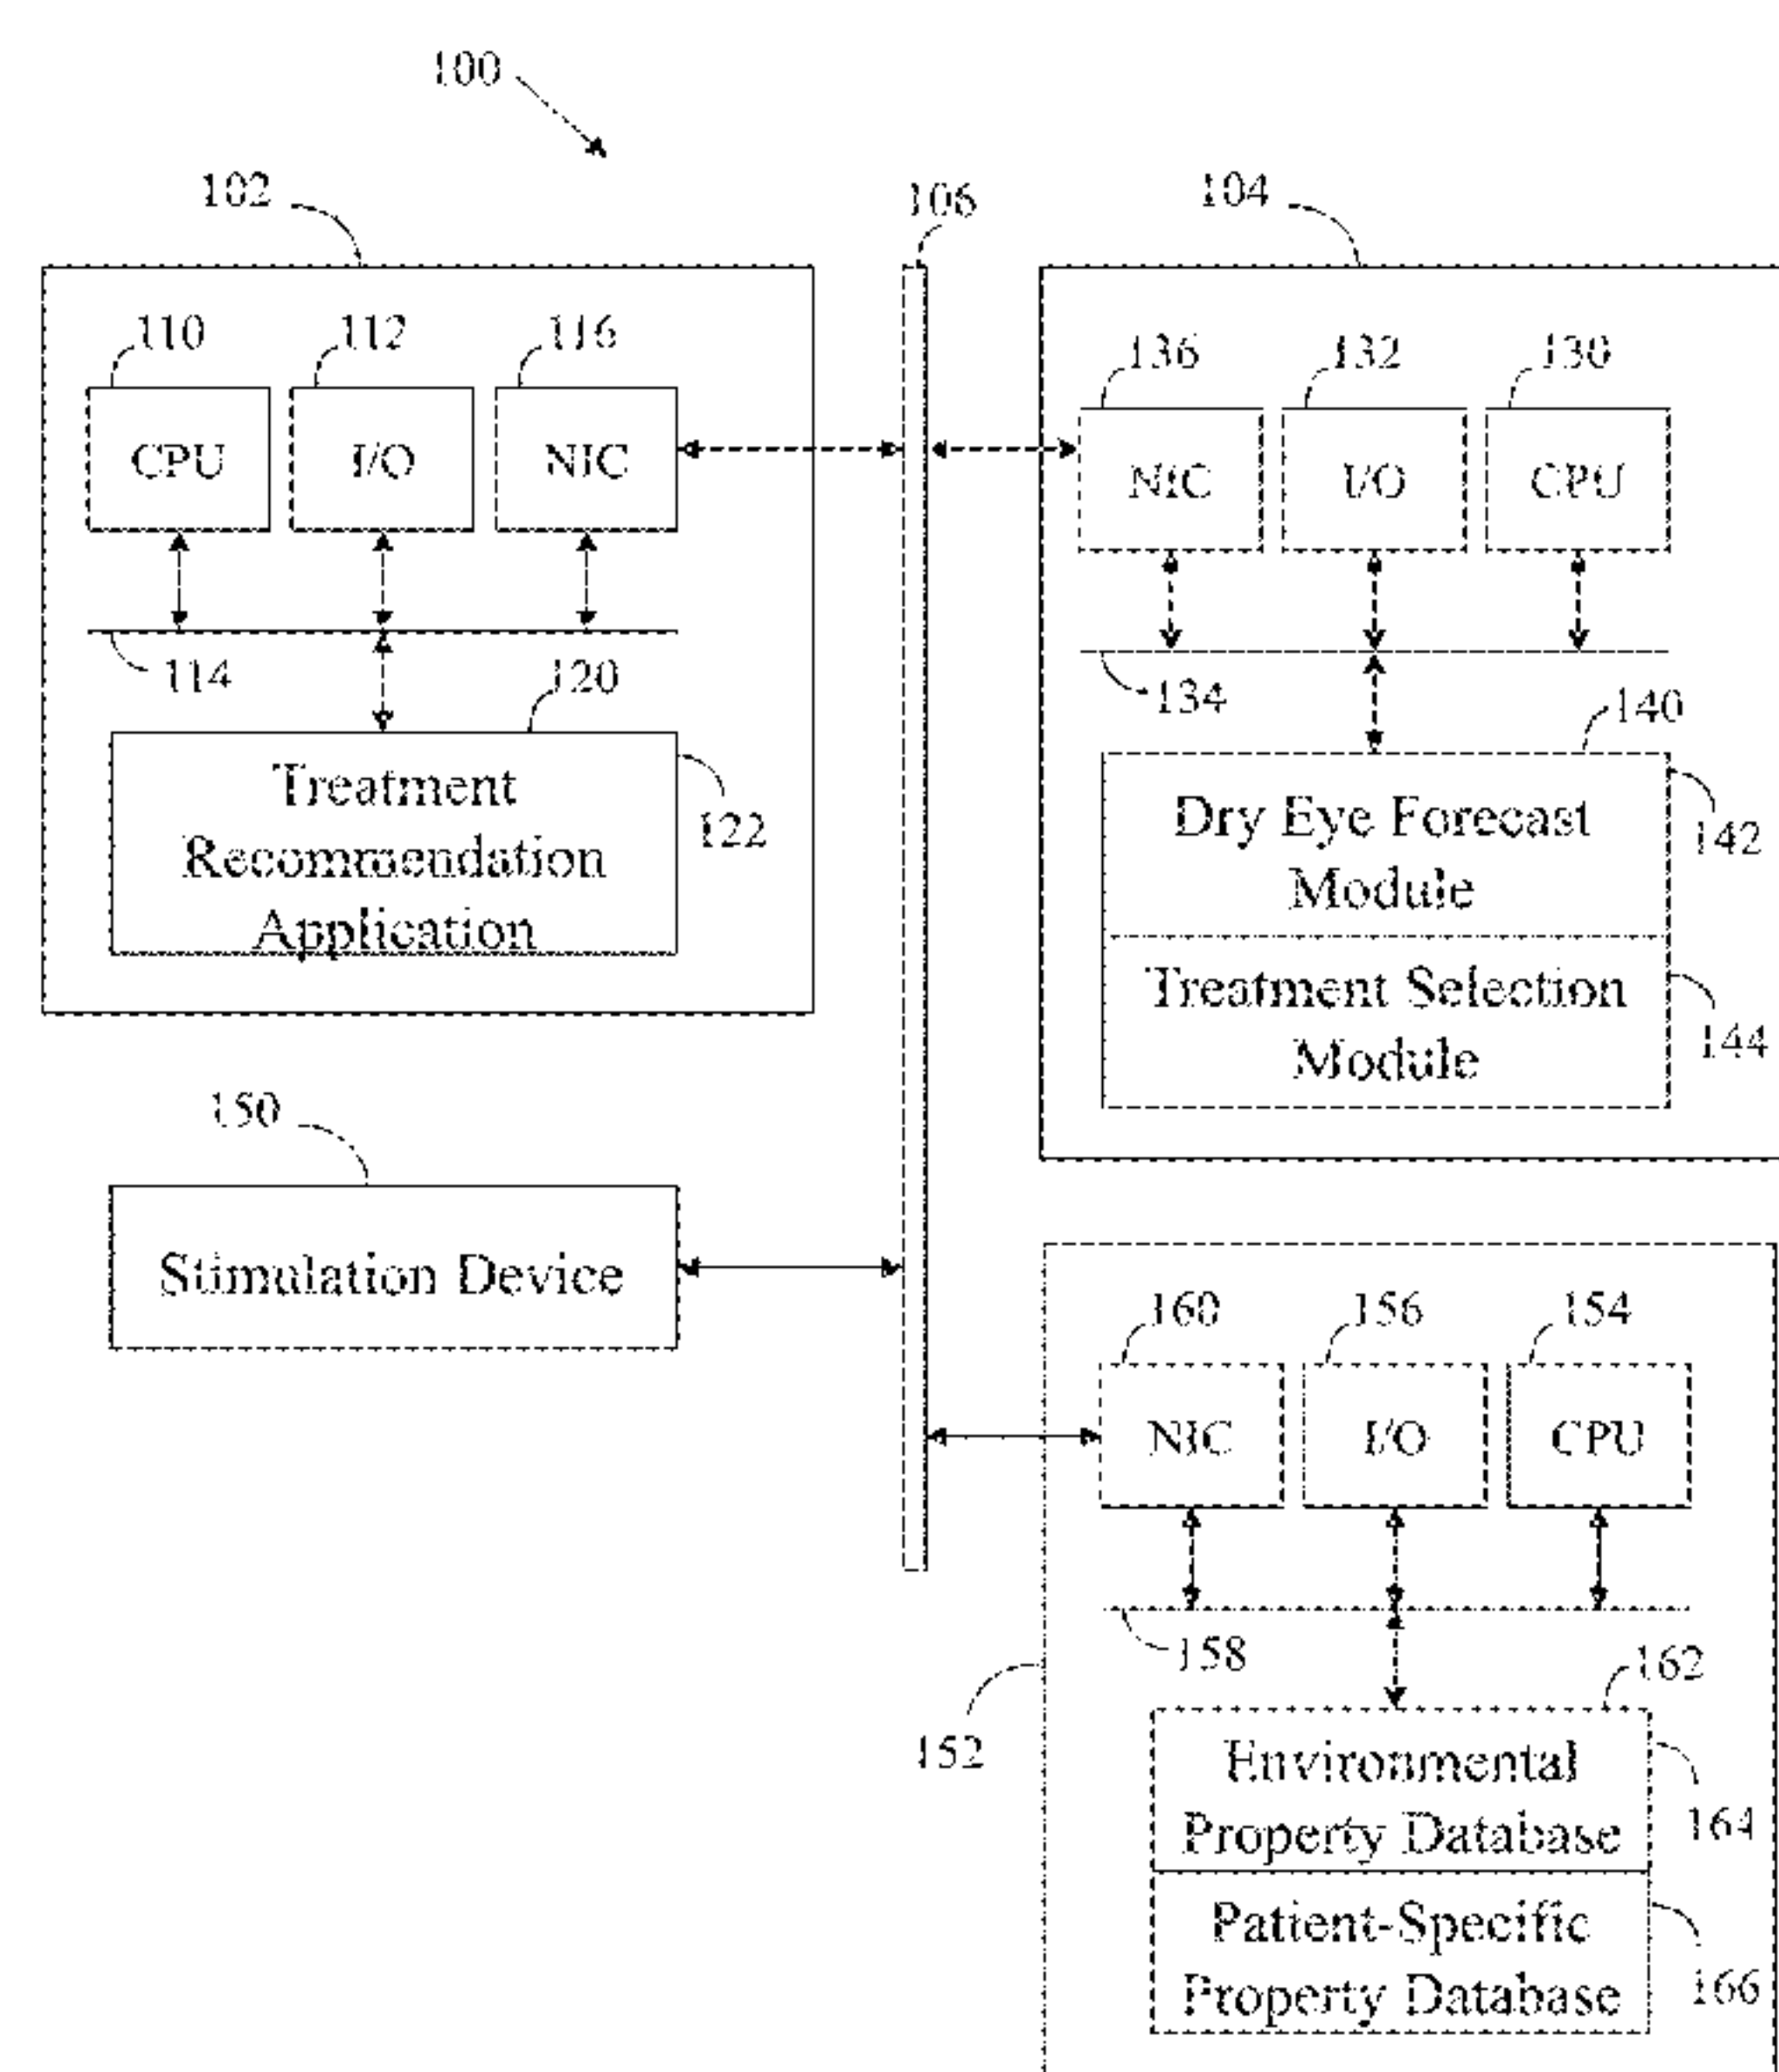 100
102
106
104
110
112
116
136
132
130
CPU
I/O
NIC
NIC
I/O
CPU
114
120
134
140
Treatment
Recommendation
Application
122
Dry Eye Forecast
Module
142
Treatment Selection
Module
144
150
Stimulation Device
160
156
154
NIC
I/O
CPU
158
162
152
Environmental
Property Database
164
Patient-Specific
Property Database
166